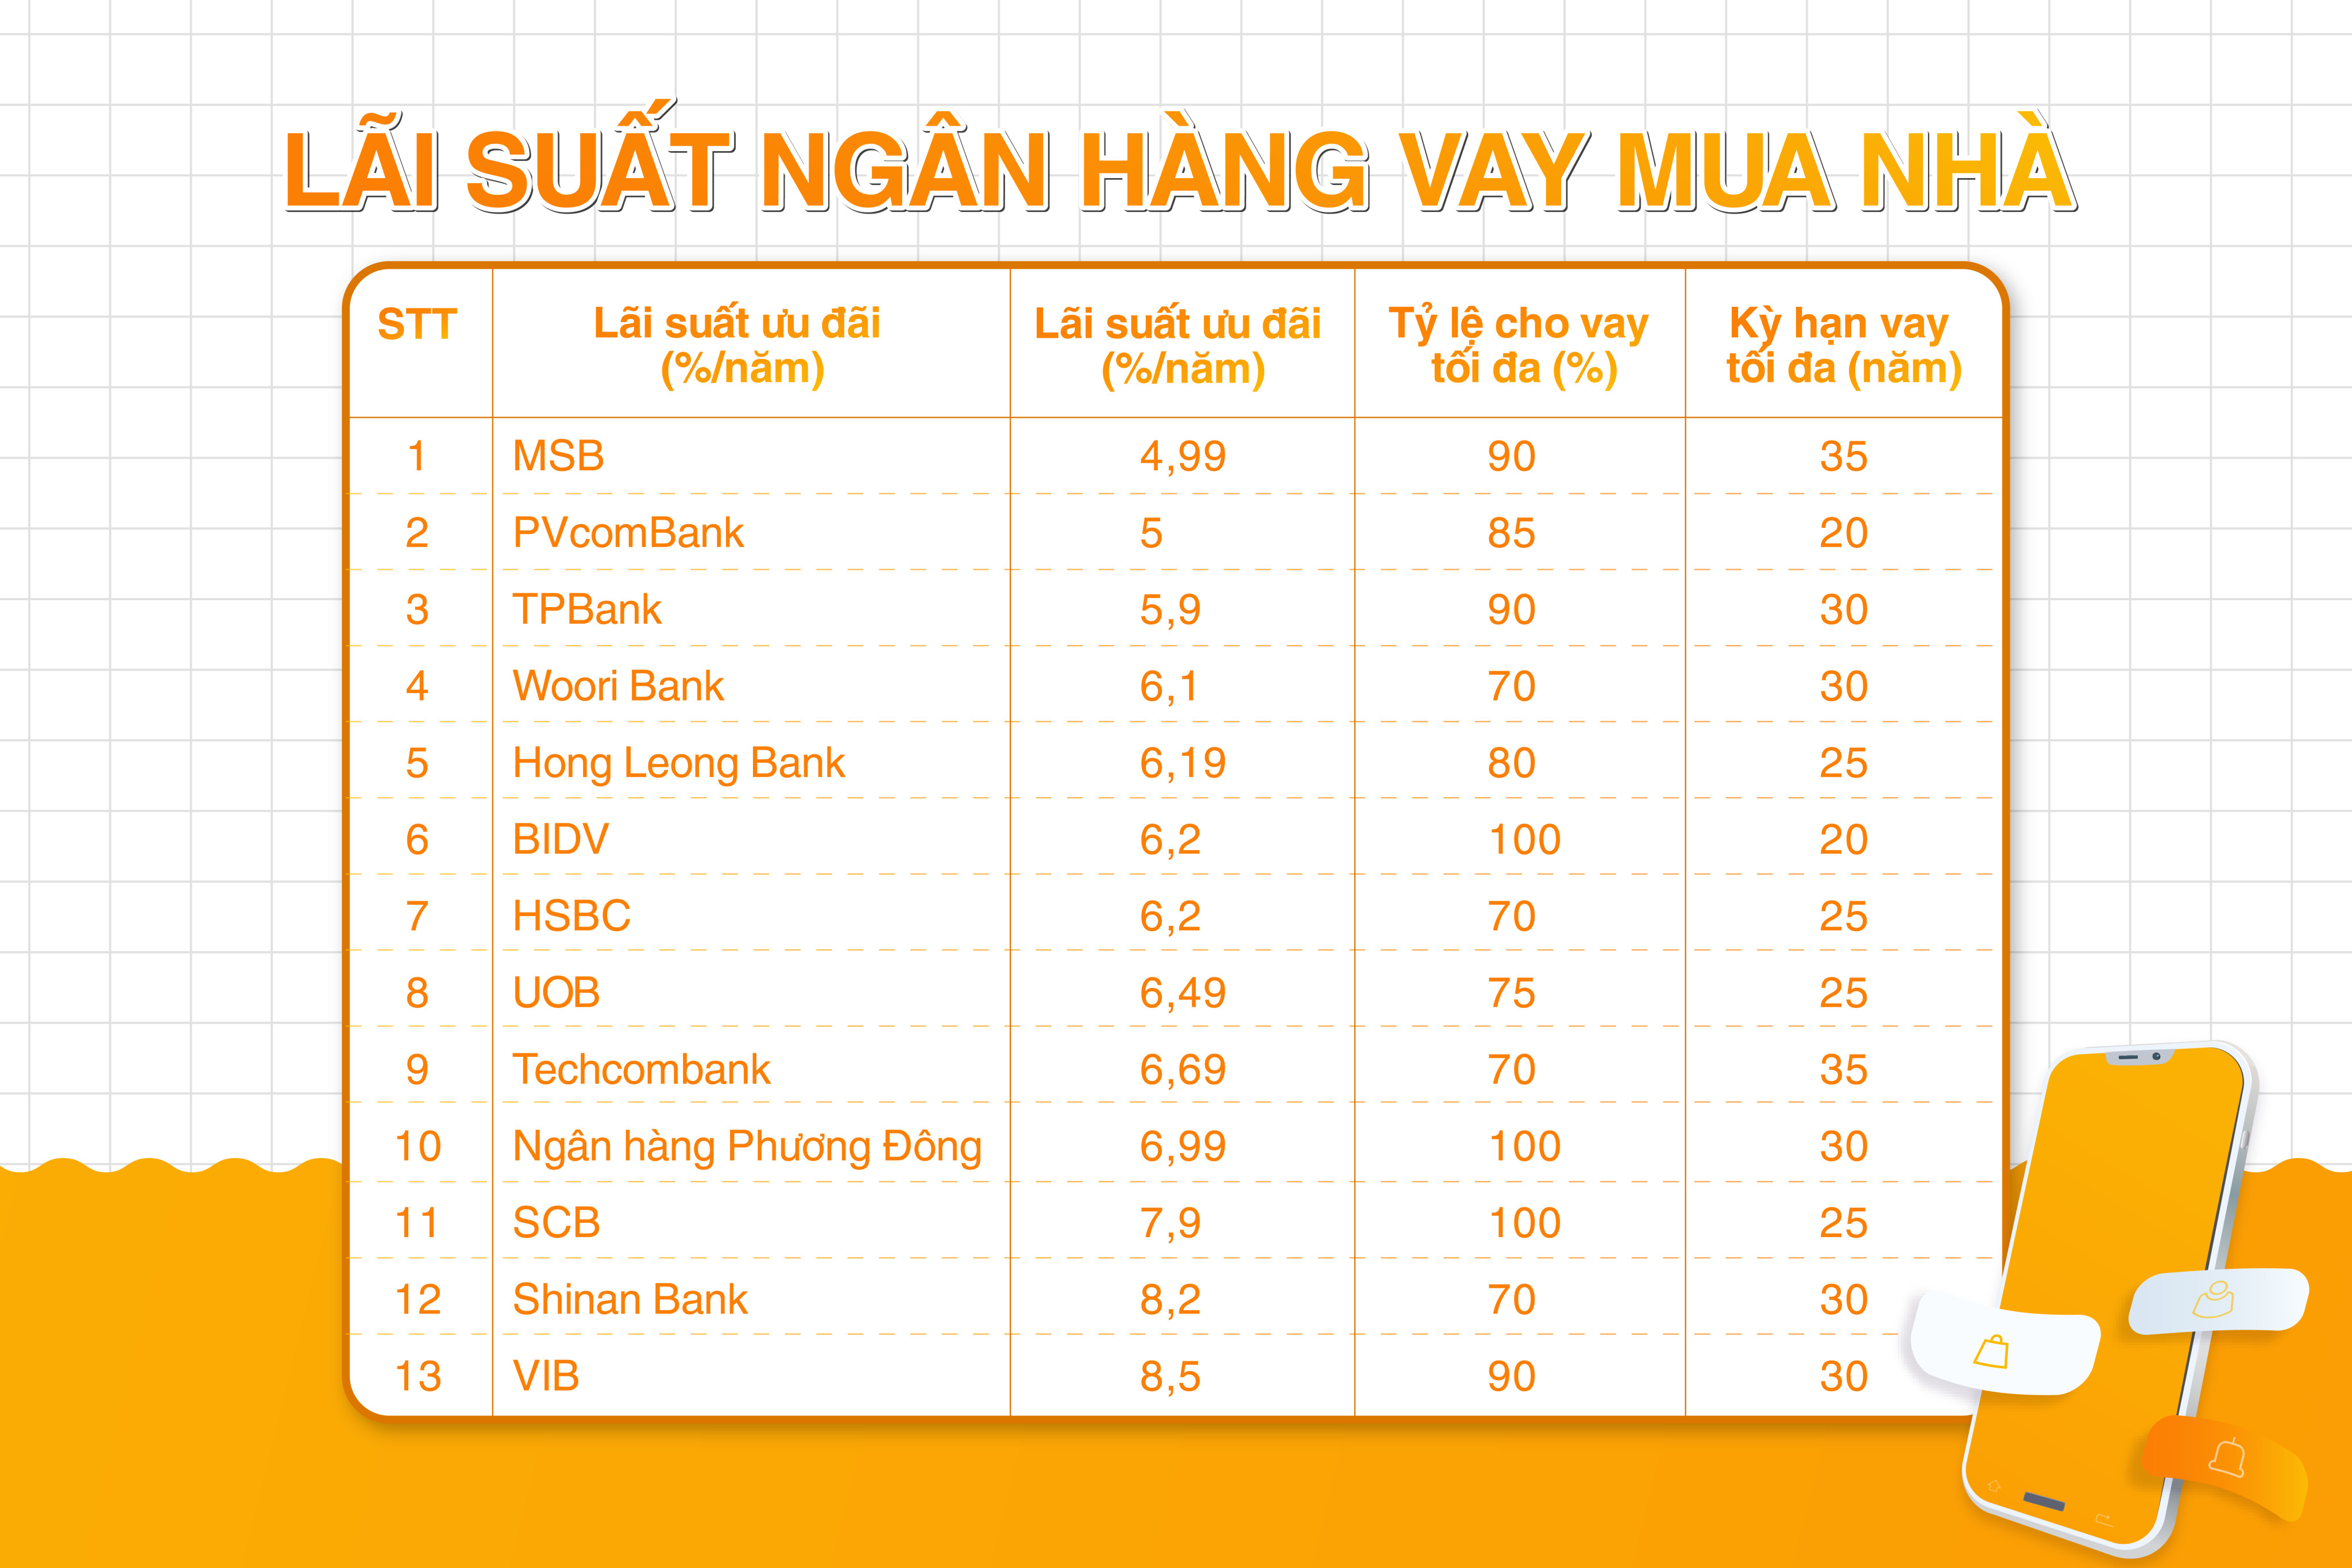 LÃI SUẤT NGÂN HÀNG VAY MUA NHÀ
STT Lãi suất ưu đãi (%/năm) Lãi suất ưu đãi (%/năm) Tỷ lệ cho vay tối đa (%) Kỳ hạn vay tối đa (năm)
1 MSB 4,99 90 35
2 PVcomBank 5 85 20
3 TPBank 5,9 90 30
4 Woori Bank 6,1 70 30
5 Hong Leong Bank 6,19 80 25
6 BIDV 6,2 100 20
7 HSBC 6,2 70 25
8 UOB 6,49 75 25
9 Techcombank 6,69 70 35
10 Ngân hàng Phương Đông 6,99 100 30
11 SCB 7,9 100 25
12 Shinan Bank 8,2 70 30
13 VIB 8,5 90 30